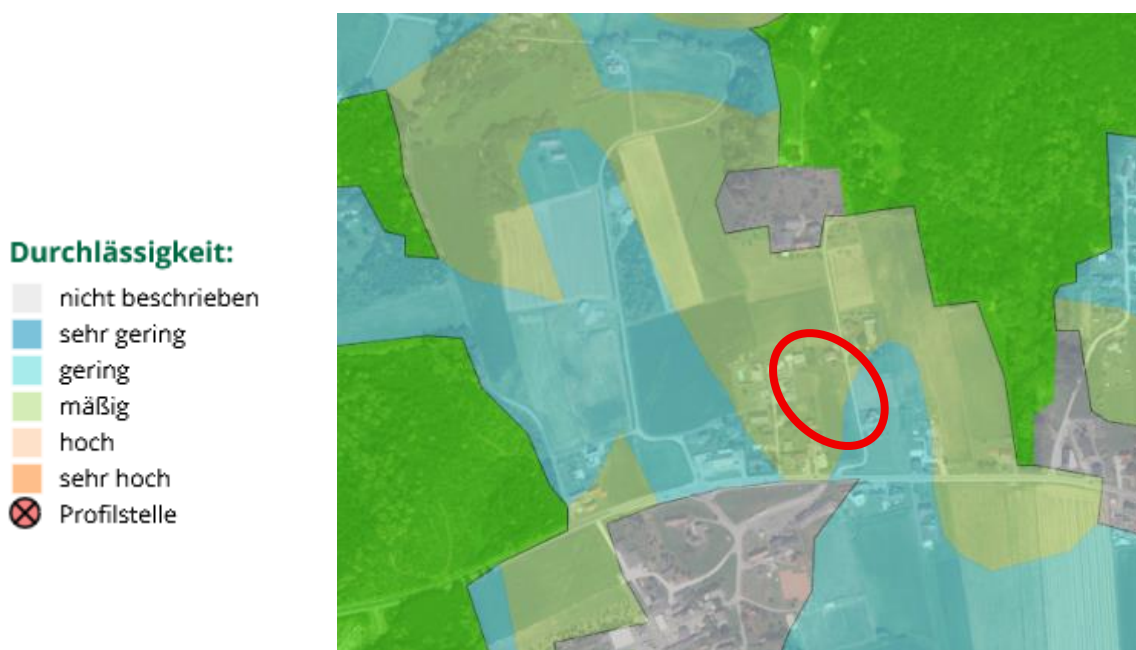 Durchlässigkeit:
nicht beschrieben
sehr gering
gering
mäßig
hoch
sehr hoch
Profilstelle